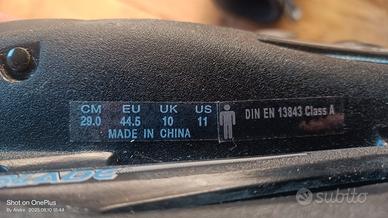 CM EU UK US
29.0 44.5 10 11
MADE IN CHINA
DIN EN 13843 Class A
BLADE
Shot on OnePlus
subito